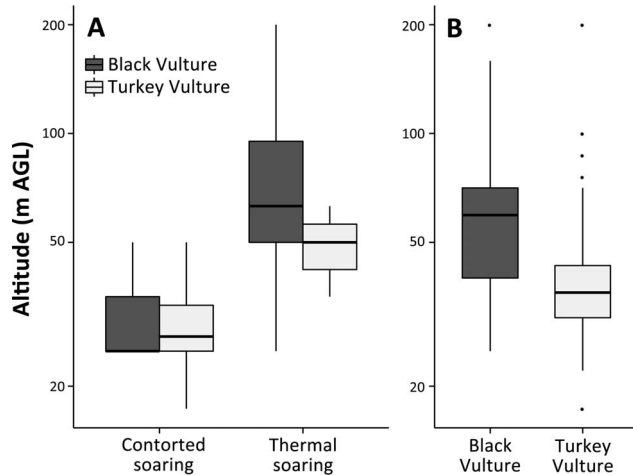 A
Black Vulture
Turkey Vulture
Altitude (m AGL)
200
100
50
20
Contorted
soaring
Thermal
soaring
B
200
100
50
20
Black
Vulture
Turkey
Vulture